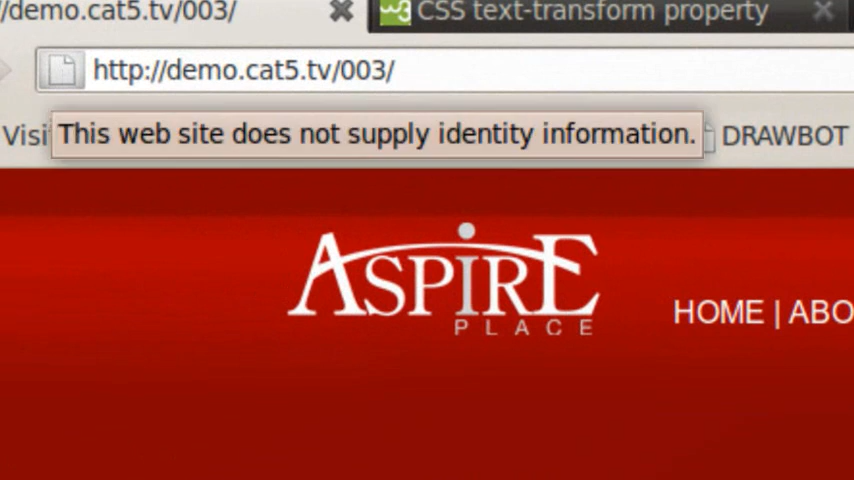 /demo.cat5.tv/003/
CSS text-transform property
http://demo.cat5.tv/003/
Visi
This web site does not supply identity information.
DRAWBOT
ASPIRE
PLACE
HOME | ABO